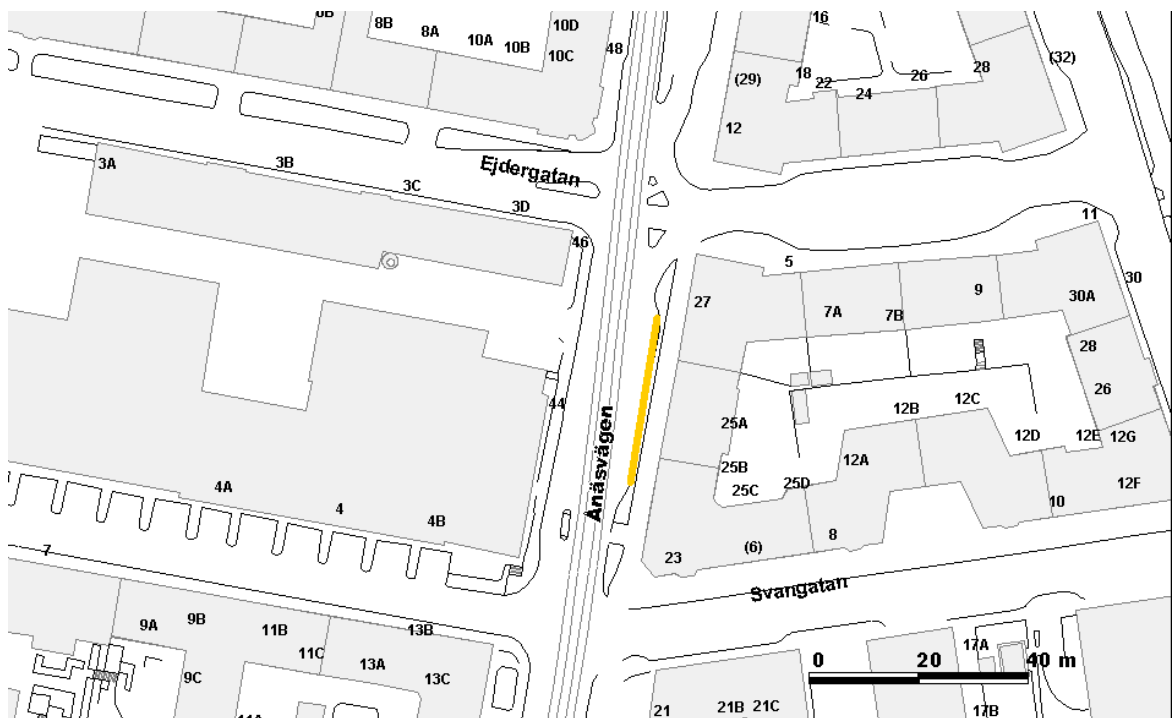 8B
8B
8A
10A
10B
10D
10C
48
16
18
22
24
26
28
(32)
(29)
12
3A
3B
3C
3D
Ejdergatan
46
5
11
30
27
7A
7B
9
30A
28
26
44
Anäsvägen
25A
25B
25C
25D
12A
12B
12C
12D
12E
12G
12F
10
8
(6)
23
4A
4
4B
7
Svangatan
9A
9B
9C
11B
11C
11A
13B
13A
13C
17A
17B
0 20 40 m
21
21B
21C